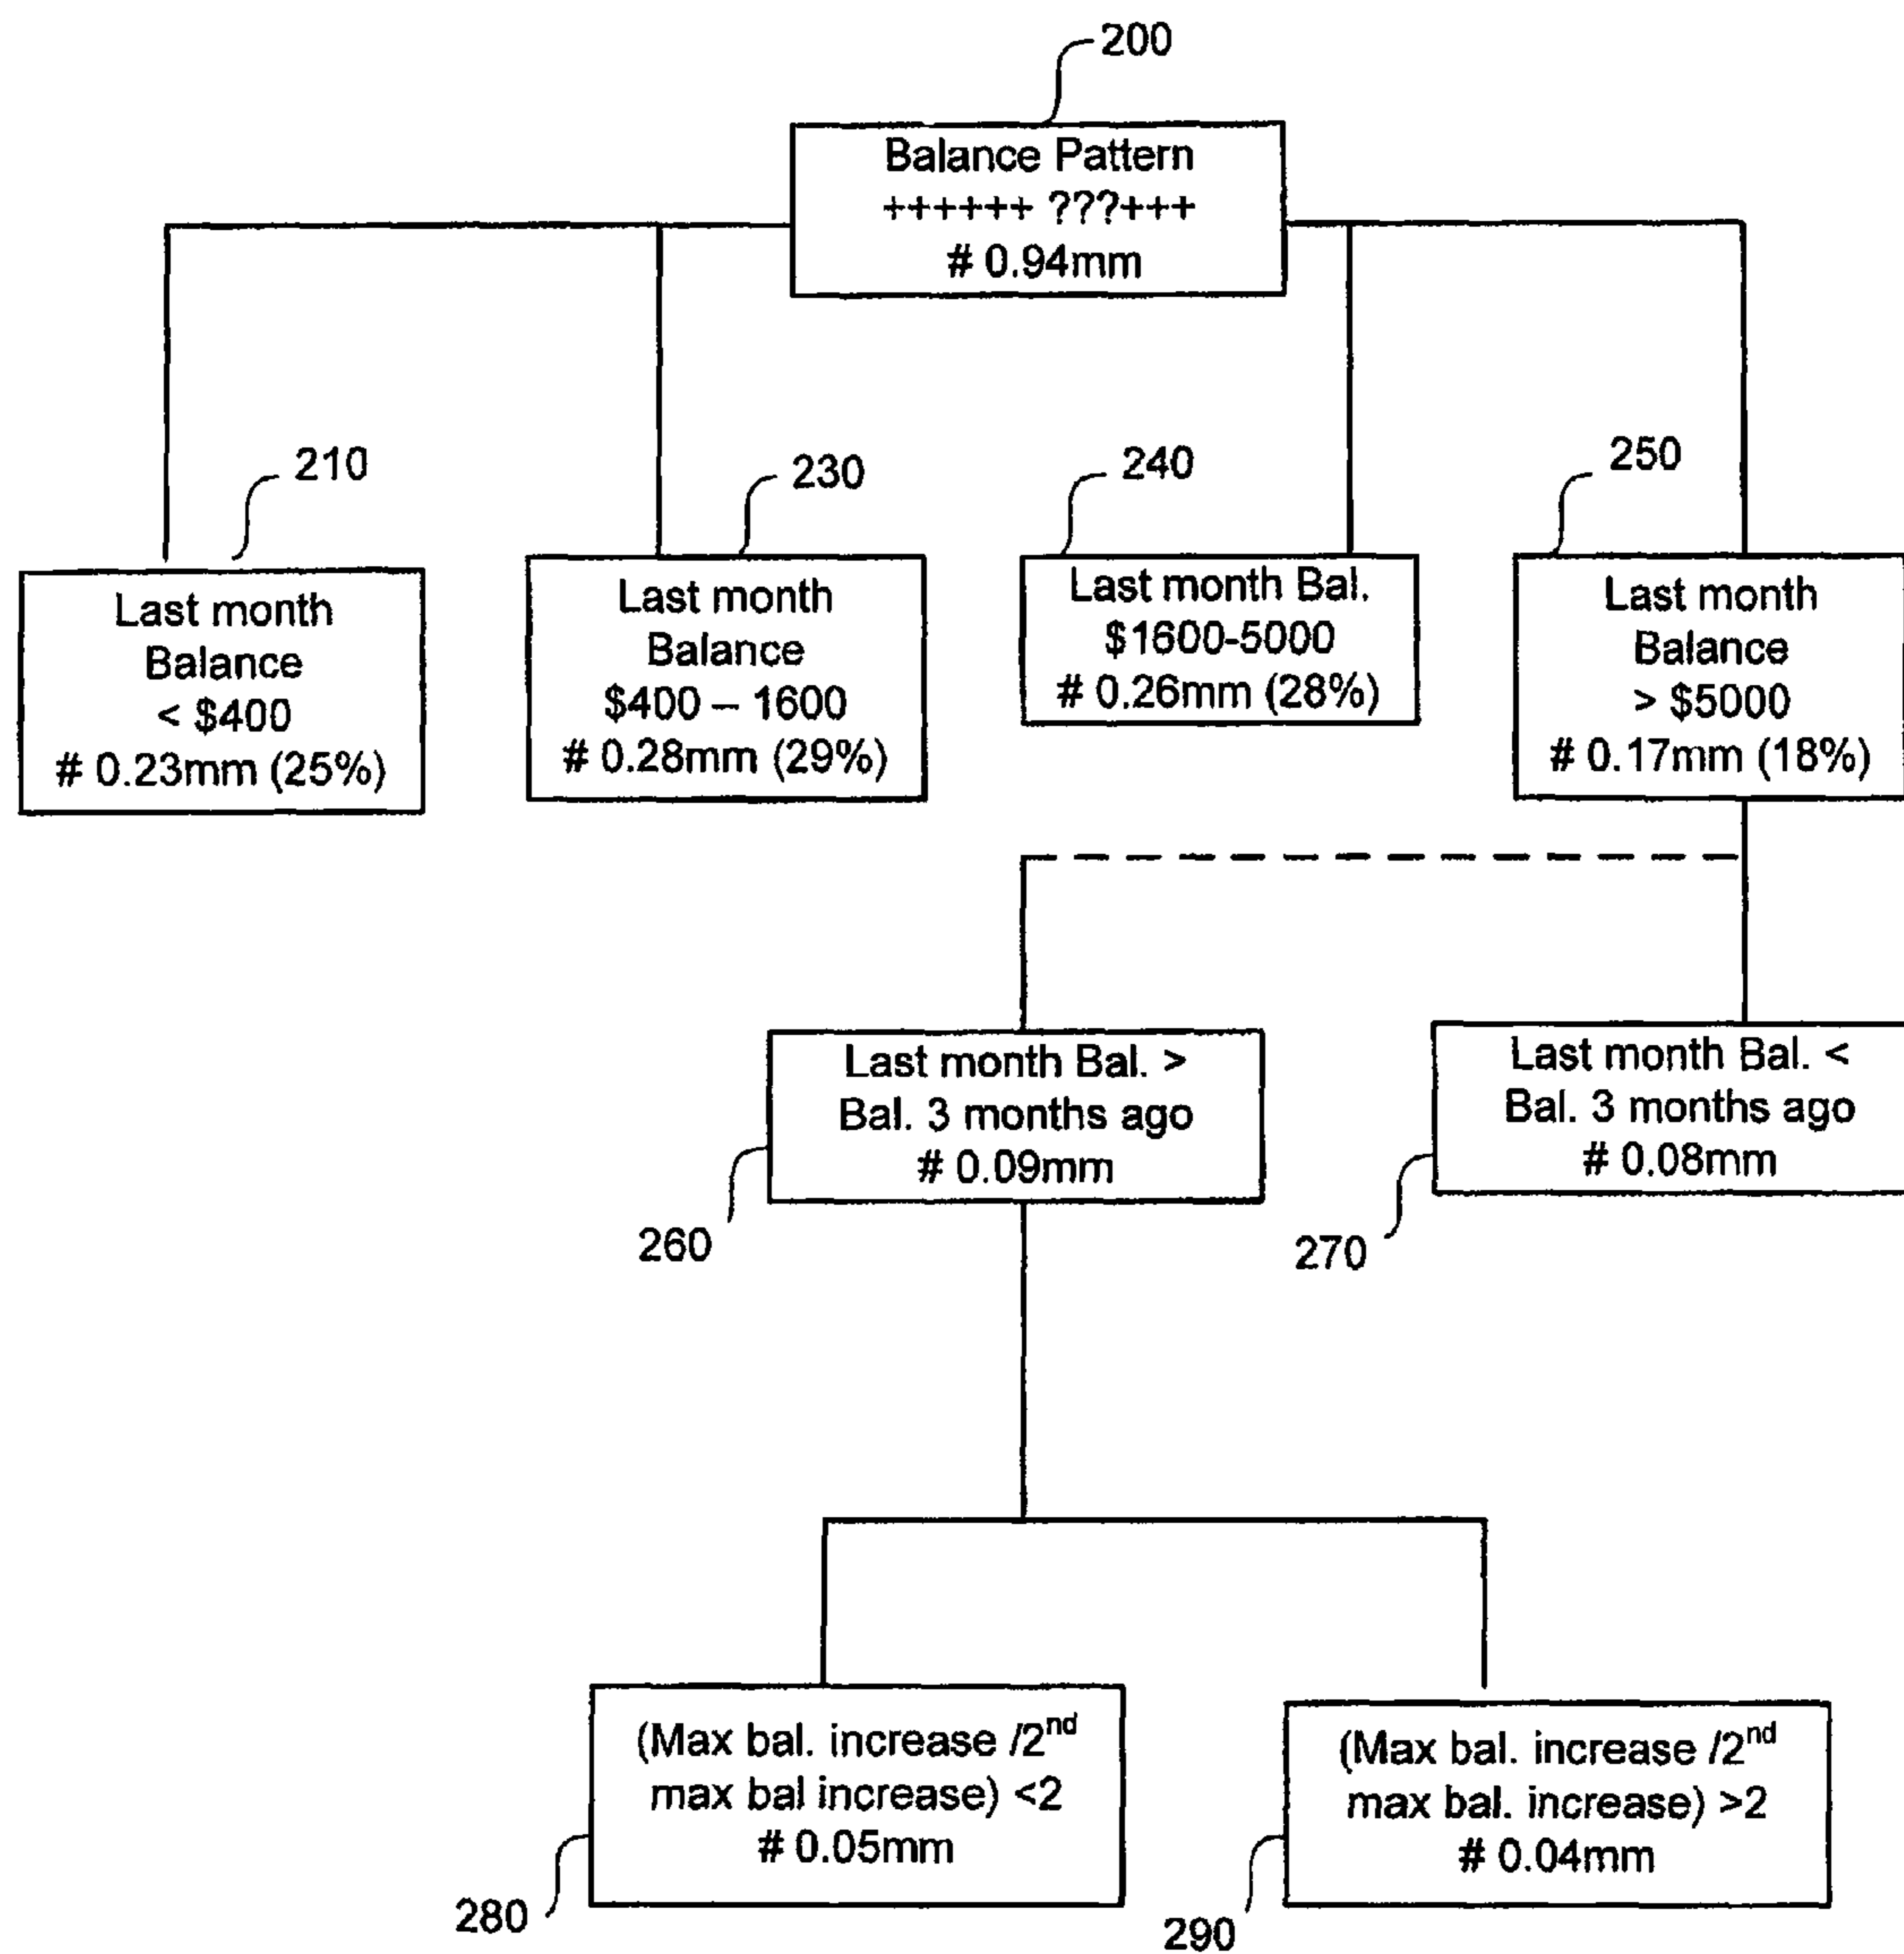 200
Balance Pattern
++++++ ???+++
# 0.94mm
210
230
240
250
Last month
Balance
< $400
# 0.23mm (25%)
Last month
Balance
$400 – 1600
# 0.28mm (29%)
Last month Bal.
$1600-5000
# 0.26mm (28%)
Last month
Balance
> $5000
# 0.17mm (18%)
Last month Bal. >
Bal. 3 months ago
# 0.09mm
260
Last month Bal. <
Bal. 3 months ago
# 0.08mm
270
(Max bal. increase /2nd
max bal increase) <2
# 0.05mm
280
(Max bal. increase /2nd
max bal. increase) >2
# 0.04mm
290